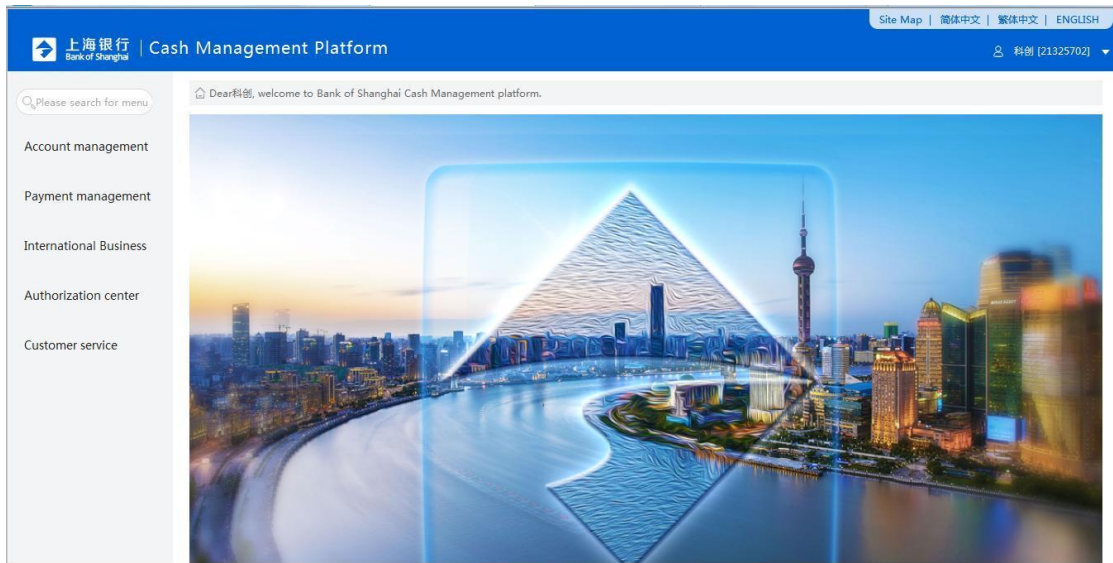 Site Map | 简体中文 | 繁体中文 | ENGLISH
上海银行
Bank of Shanghai
Cash Management Platform
科创 [21325702]
Please search for menu
Dear科创, welcome to Bank of Shanghai Cash Management platform.
Account management
Payment management
International Business
Authorization center
Customer service